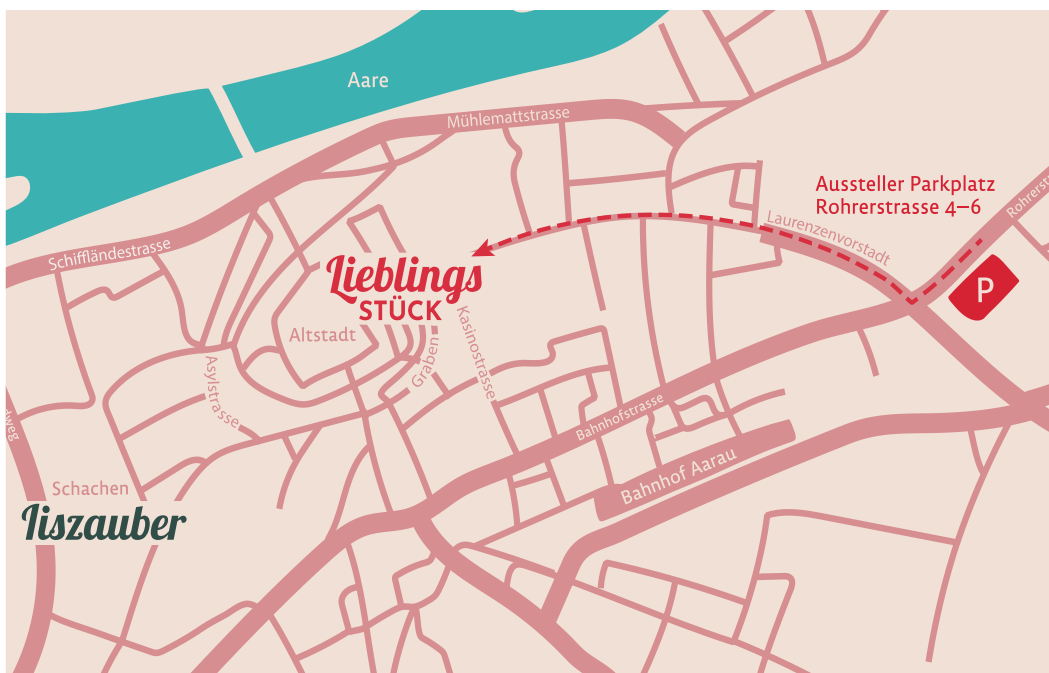 Aare
Mühlemattstrasse
Aussteller Parkplatz
Rohrerstrasse 4–6
Laurenzenvorstadt
Schiffländestrasse
Lieblings
STÜCK
P
Altstadt
Kasinostrasse
Graben
Asylstrasse
Bahnhofstrasse
Bahnhof Aarau
Schachen
Iiszauber